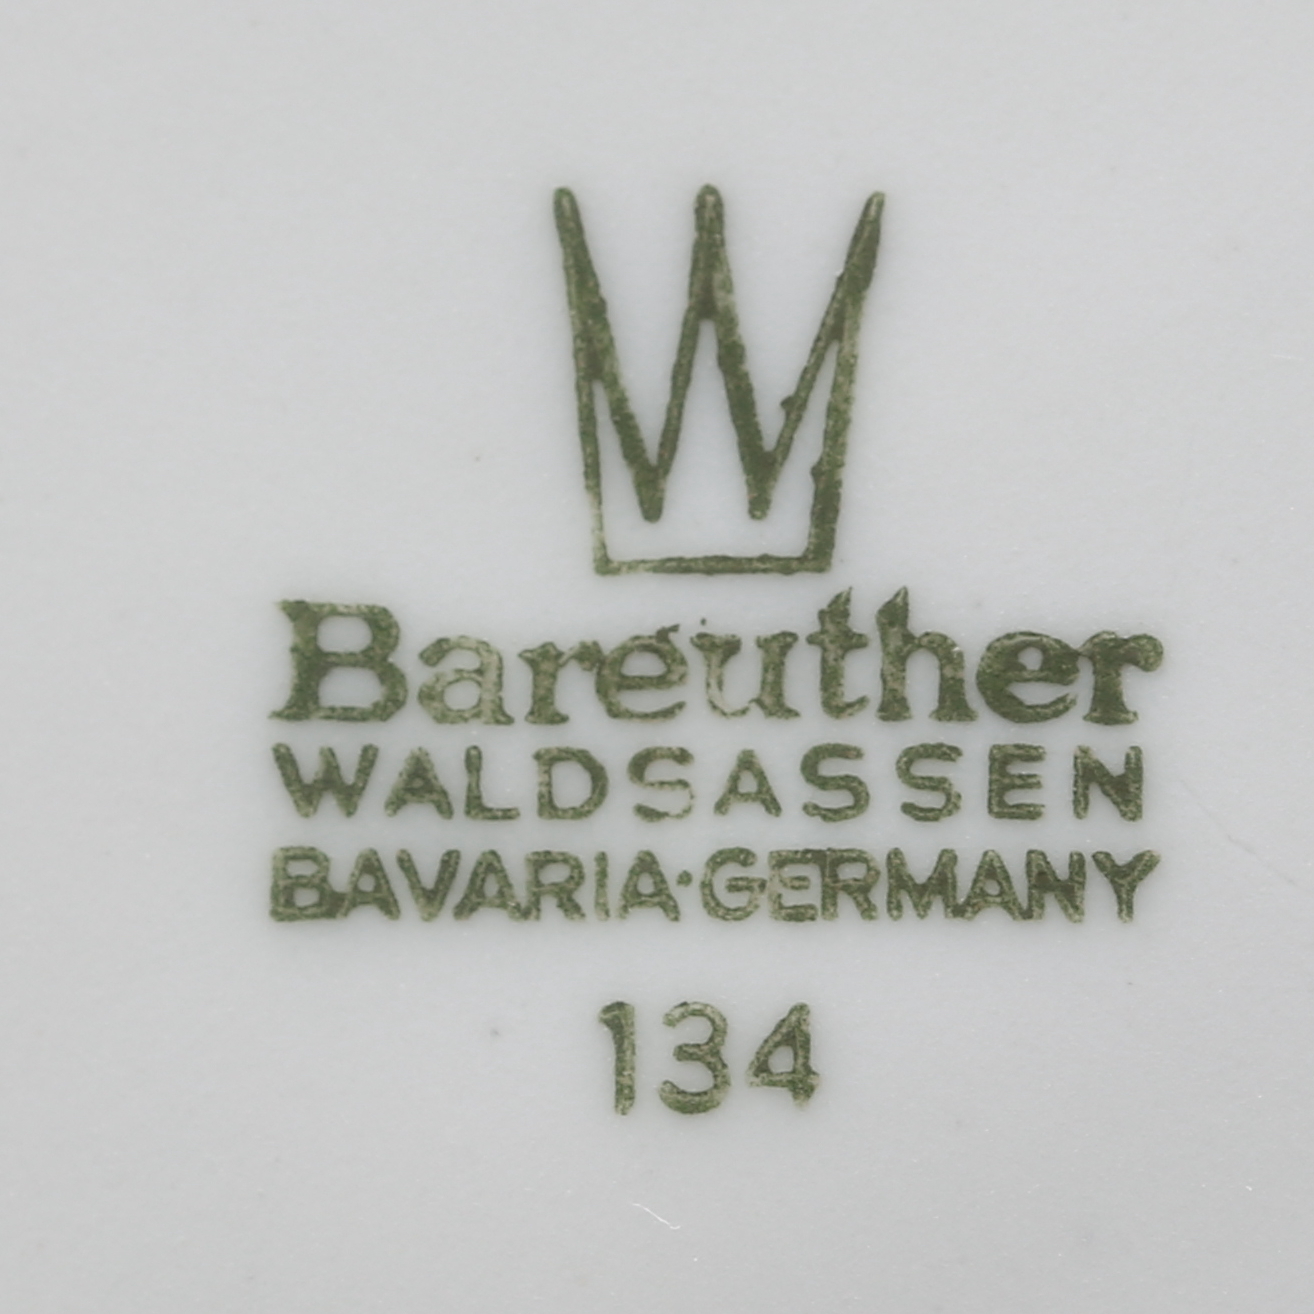 Bareuther
WALDSASSEN
BAVARIA·GERMANY
134